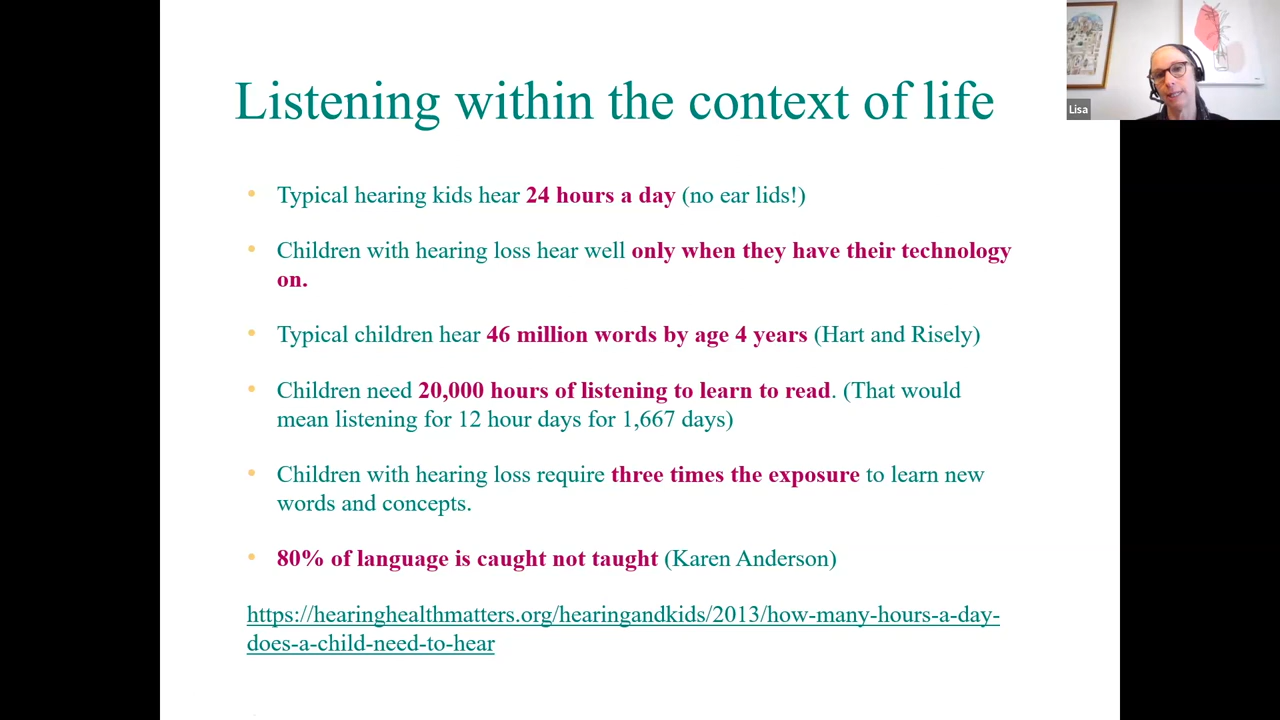 Listening within the context of life
Lisa
• Typical hearing kids hear 24 hours a day (no ear lids!)
• Children with hearing loss hear well only when they have their technology
on.
• Typical children hear 46 million words by age 4 years (Hart and Risely)
• Children need 20,000 hours of listening to learn to read. (That would
mean listening for 12 hour days for 1,667 days)
• Children with hearing loss require three times the exposure to learn new
words and concepts.
• 80% of language is caught not taught (Karen Anderson)
https://hearinghealthmatters.org/hearingandkids/2013/how-many-hours-a-day-
does-a-child-need-to-hear